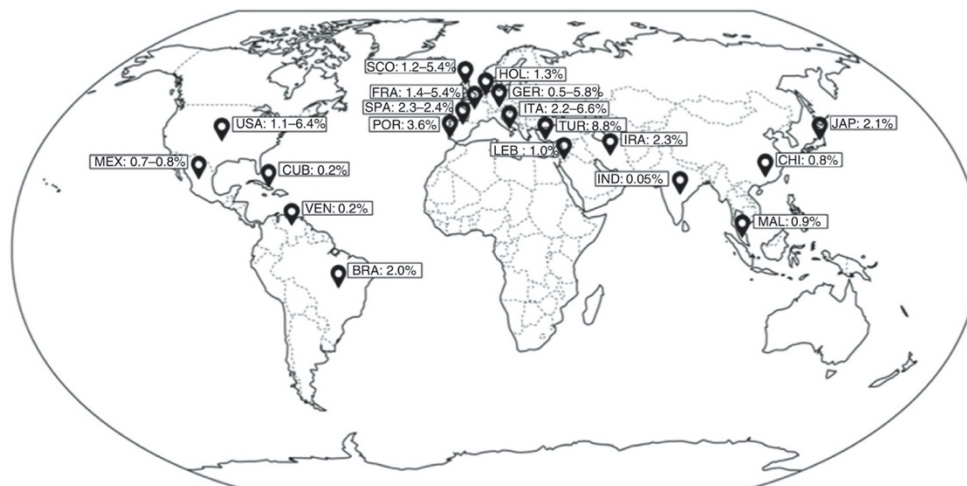 SCO: 1.2–5.4%
HOL: 1.3%
FRA: 1.4–5.4%
GER: 0.5–5.8%
SPA: 2.3–2.4%
ITA: 2.2–6.6%
POR: 3.6%
TUR: 8.8%
USA: 1.1–6.4%
JAP: 2.1%
IRA: 2.3%
LEB: 1.0%
MEX: 0.7–0.8%
CUB: 0.2%
CHI: 0.8%
IND: 0.05%
VEN: 0.2%
MAL: 0.9%
BRA: 2.0%